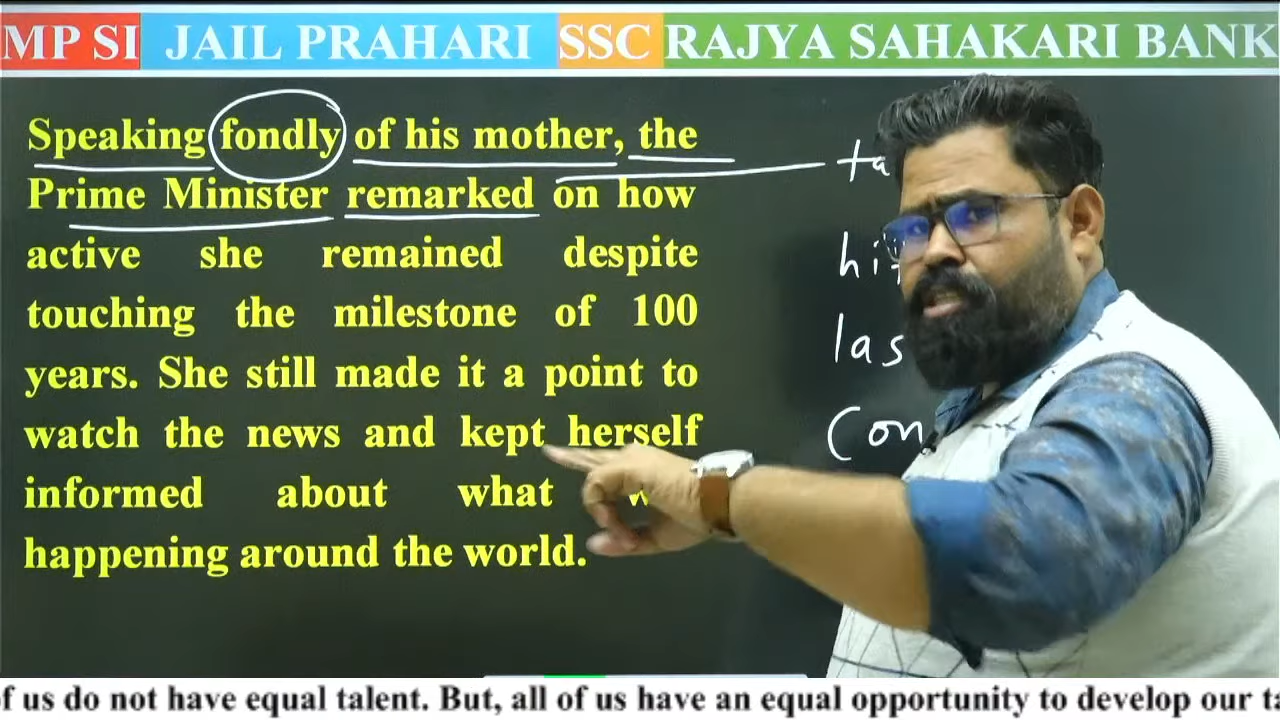 MP SI JAIL PRAHARI SSC RAJYA SAHAKARI BANK
Speaking fondly of his mother, the
Prime Minister remarked on how
active she remained despite
touching the milestone of 100
years. She still made it a point to
watch the news and kept herself
informed about what
happening around the world.
of us do not have equal talent. But, all of us have an equal opportunity to develop our